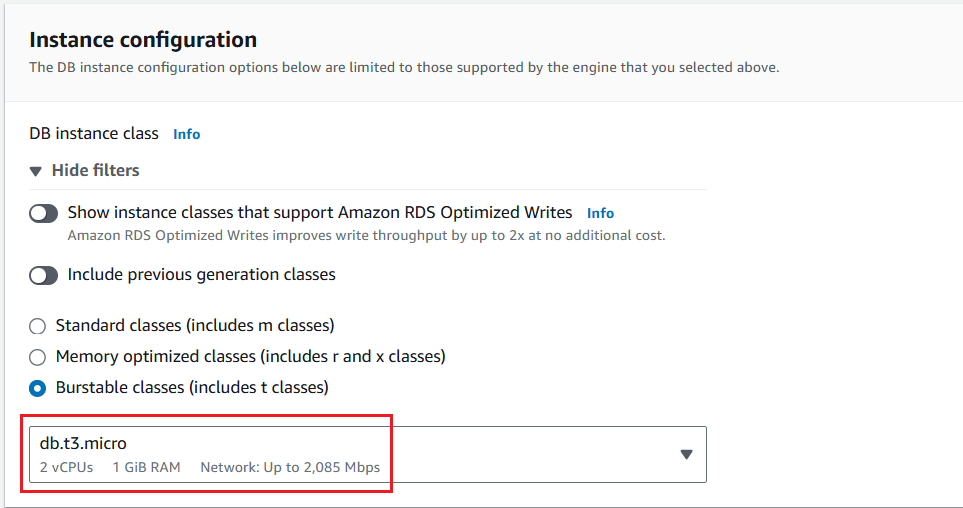 Instance configuration
The DB instance configuration options below are limited to those supported by the engine that you selected above.
DB instance class Info
Hide filters
Show instance classes that support Amazon RDS Optimized Writes Info
Amazon RDS Optimized Writes improves write throughput by up to 2x at no additional cost.
Include previous generation classes
Standard classes (includes m classes)
Memory optimized classes (includes r and x classes)
Burstable classes (includes t classes)
db.t3.micro
2 vCPUs 1 GiB RAM Network: Up to 2,085 Mbps